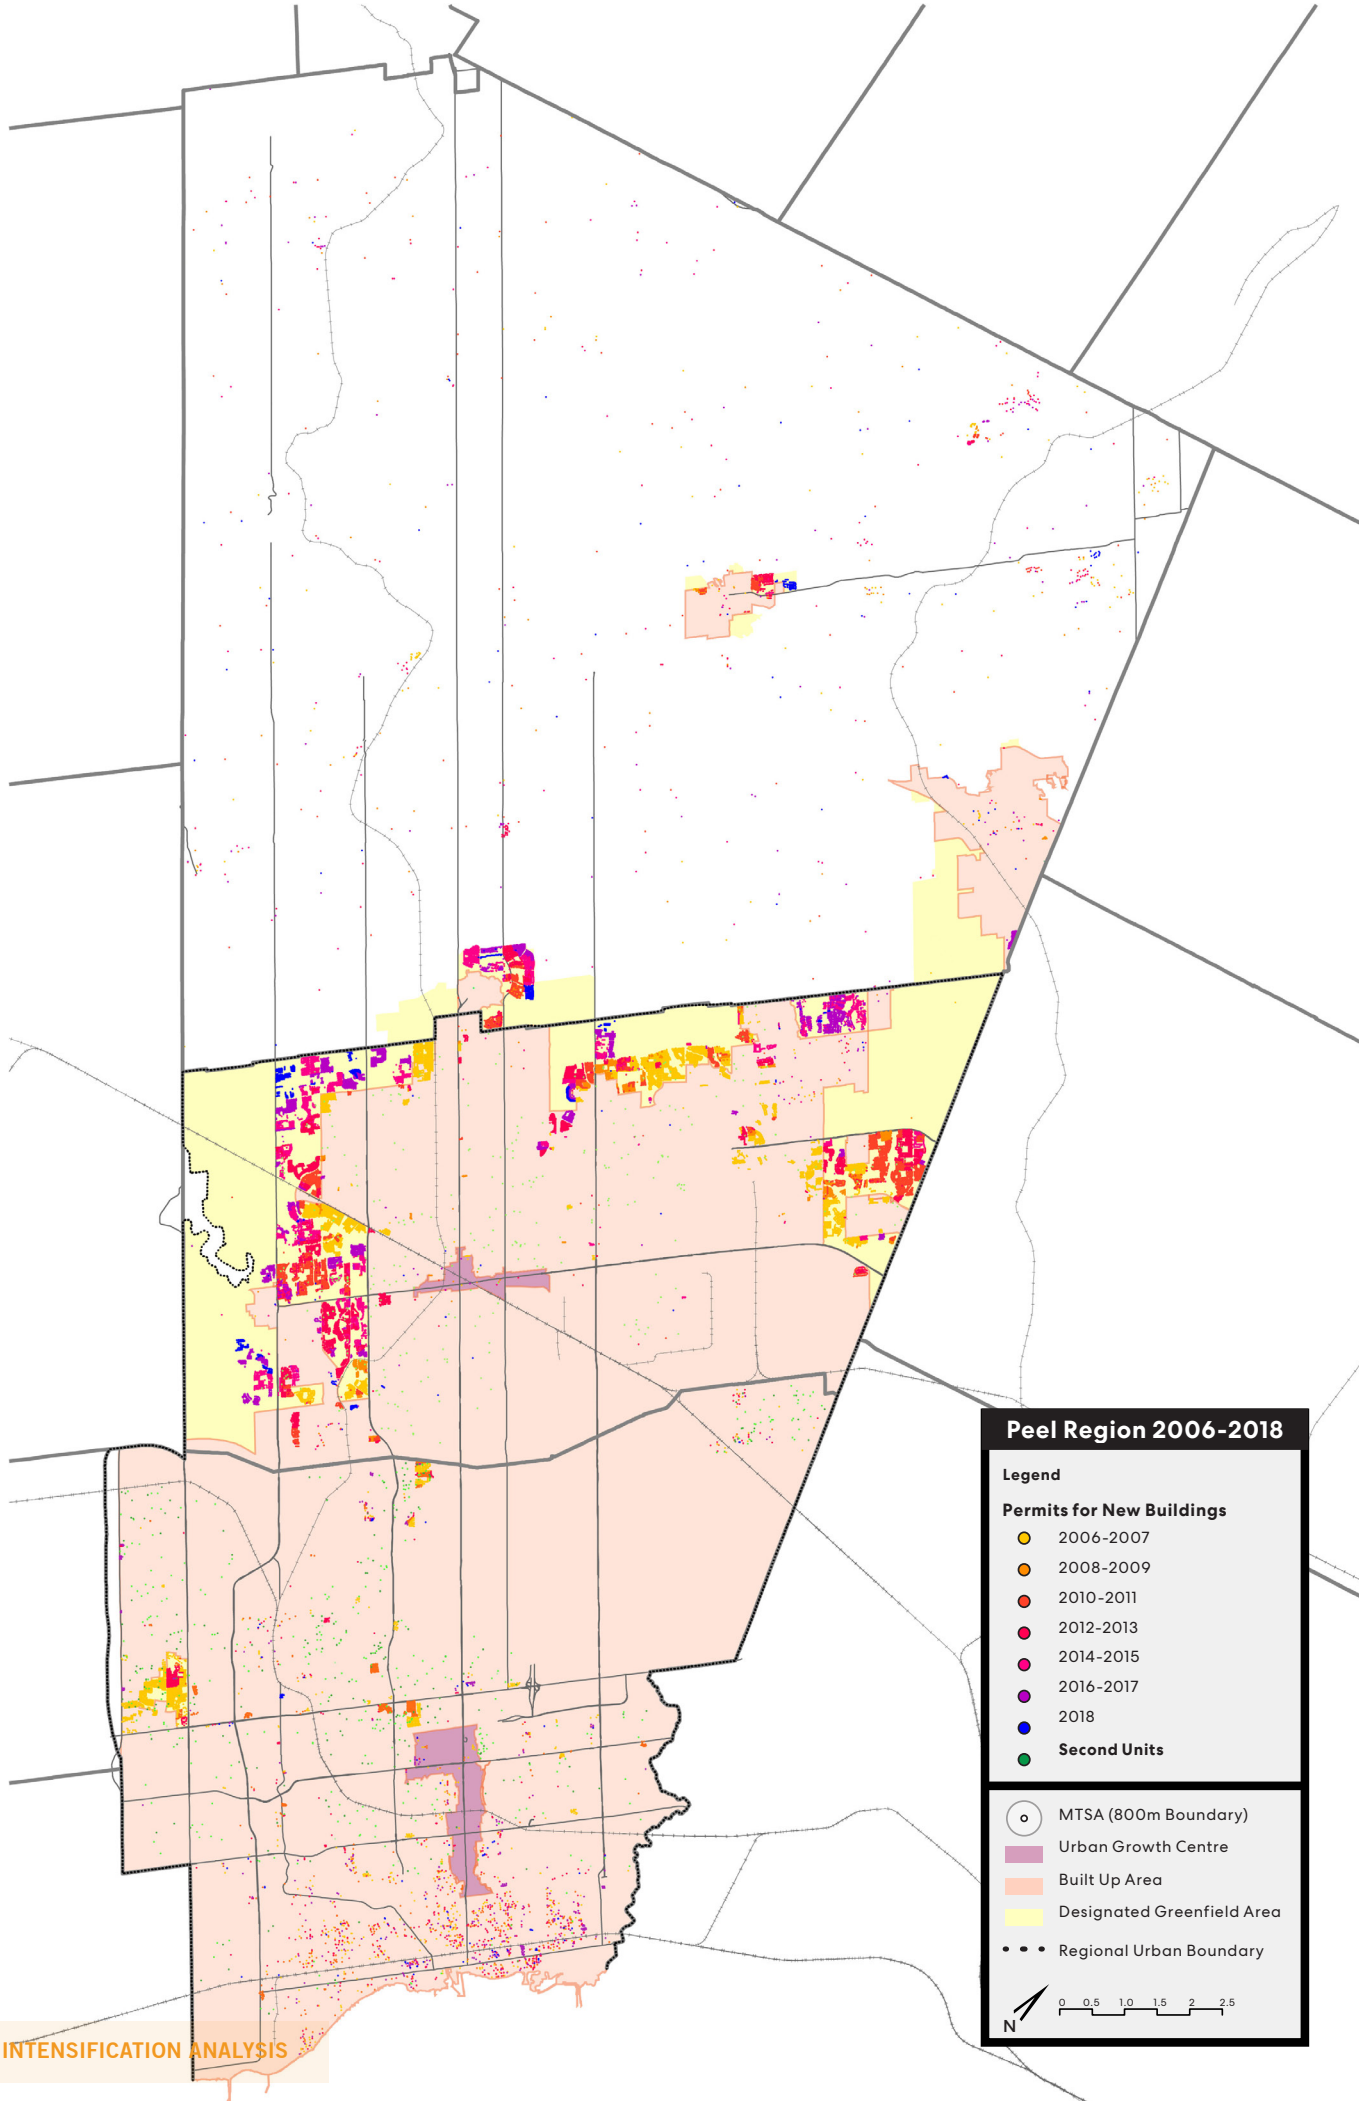 Peel Region 2006-2018
Legend
Permits for New Buildings
2006-2007
2008-2009
2010-2011
2012-2013
2014-2015
2016-2017
2018
Second Units
MTSA (800m Boundary)
Urban Growth Centre
Built Up Area
Designated Greenfield Area
Regional Urban Boundary
N
0 0.5 1.0 1.5 2 2.5
INTENSIFICATION ANALYSIS